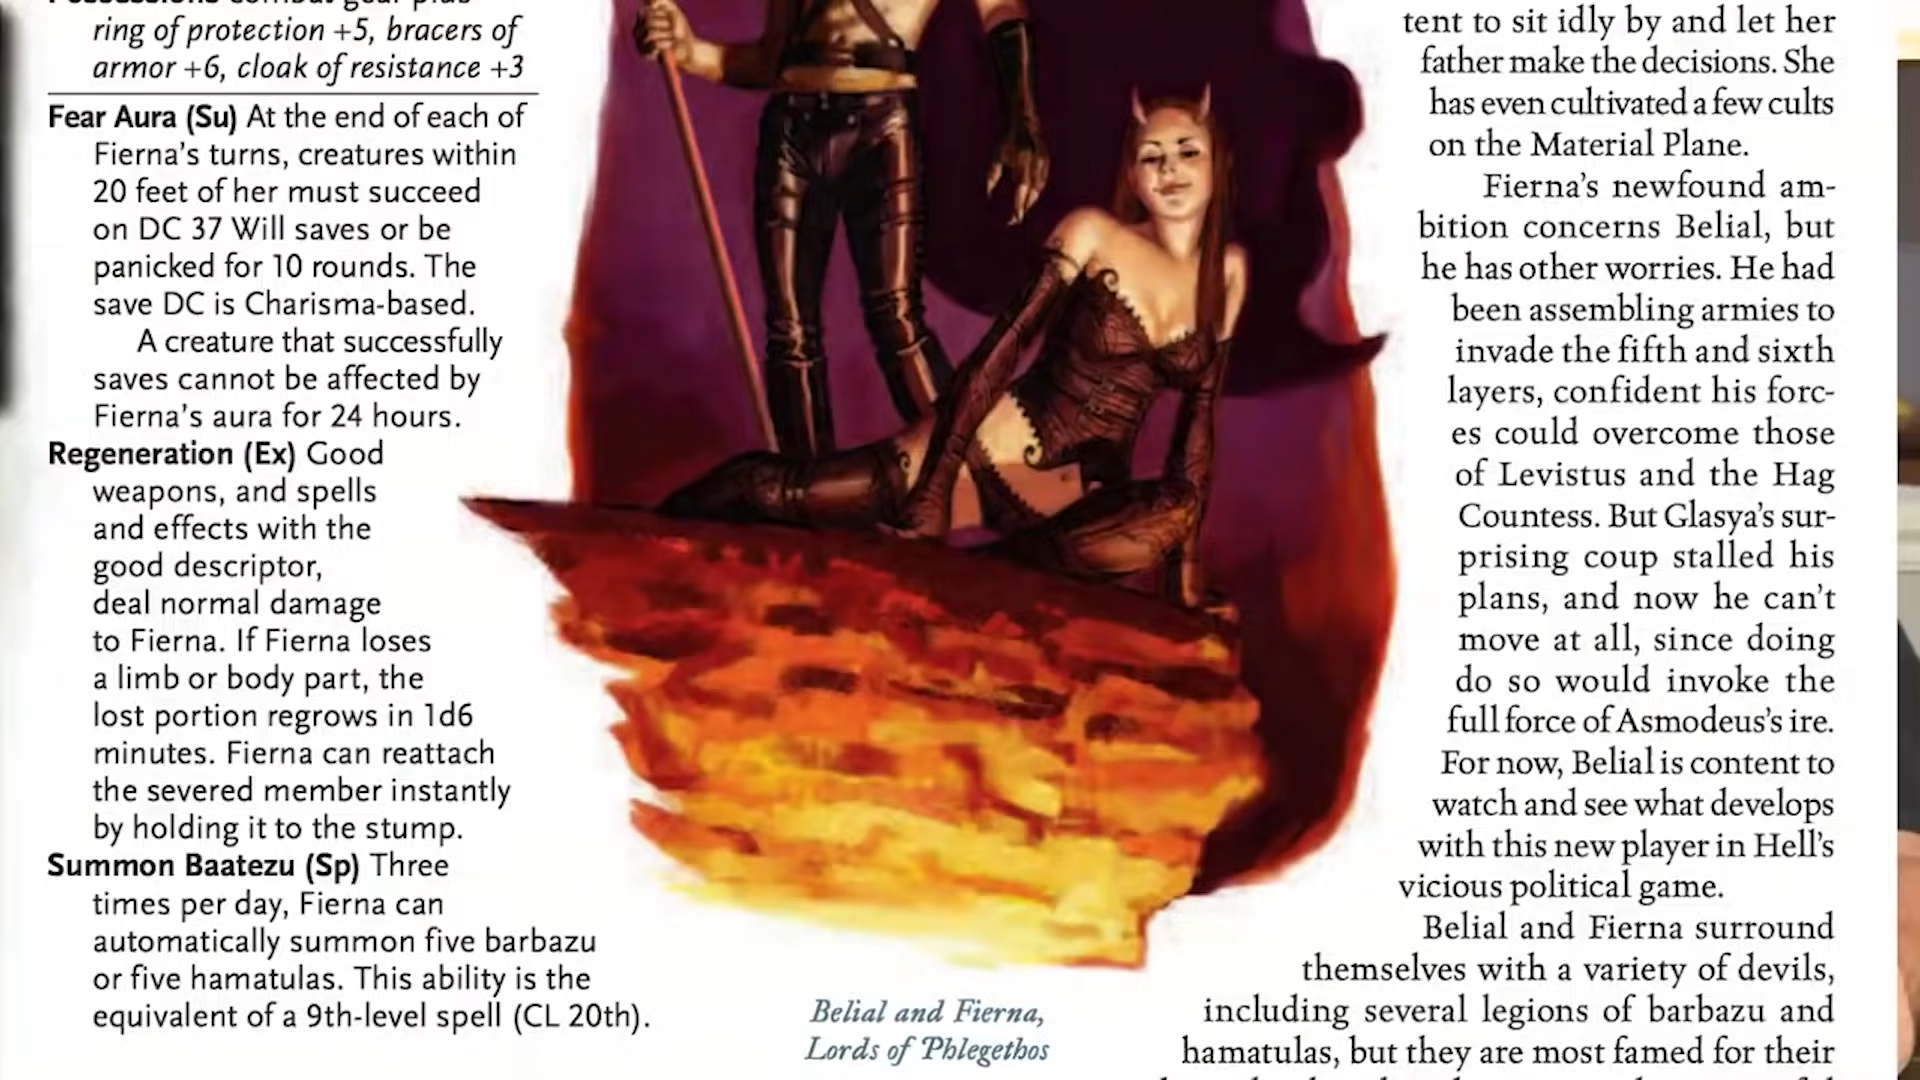 ring of protection +5, bracers of
armor +6, cloak of resistance +3
Fear Aura (Su) At the end of each of
Fierna's turns, creatures within
20 feet of her must succeed
on DC 37 Will saves or be
panicked for 10 rounds. The
save DC is Charisma-based.
A creature that successfully
saves cannot be affected by
Fierna's aura for 24 hours.
Regeneration (Ex) Good
weapons, and spells
and effects with the
good descriptor,
deal normal damage
to Fierna. If Fierna loses
a limb or body part, the
lost portion regrows in 1d6
minutes. Fierna can reattach
the severed member instantly
by holding it to the stump.
Summon Baatezu (Sp) Three
times per day, Fierna can
automatically summon five barbazu
or five hamatulas. This ability is the
equivalent of a 9th-level spell (CL 20th).
Belial and Fierna,
Lords of Phlegethos
tent to sit idly by and let her
father make the decisions. She
has even cultivated a few cults
on the Material Plane.
Fierna's newfound am-
bition concerns Belial, but
he has other worries. He had
been assembling armies to
invade the fifth and sixth
layers, confident his forc-
es could overcome those
of Levistus and the Hag
Countess. But Glasya's sur-
prising coup stalled his
plans, and now he can't
move at all, since doing
do so would invoke the
full force of Asmodeus's ire.
For now, Belial is content to
watch and see what develops
with this new player in Hell's
vicious political game.
Belial and Fierna surround
themselves with a variety of devils,
including several legions of barbazu and
hamatulas, but they are most famed for their